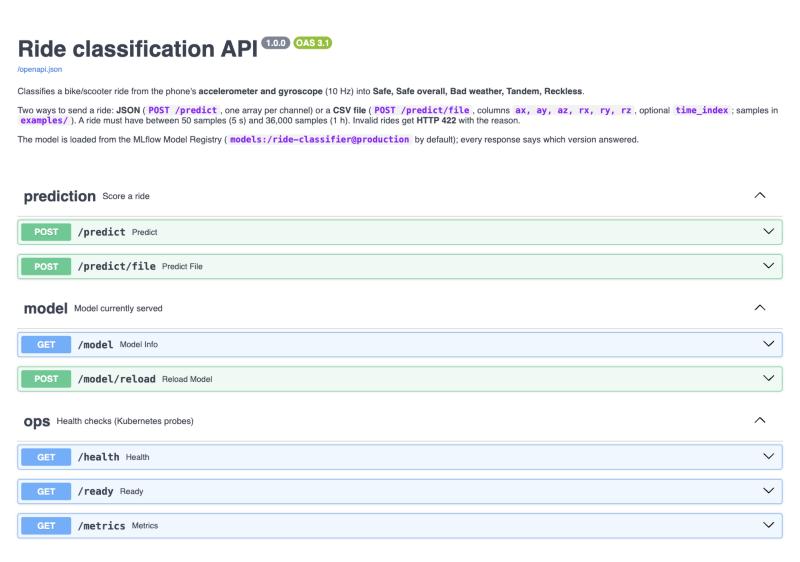 Ride classification API 1.0.0 OAS 3.1
/openapi.json
Classifies a bike/scooter ride from the phone's accelerometer and gyroscope (10 Hz) into Safe, Safe overall, Bad weather, Tandem, Reckless.
Two ways to send a ride: JSON ( POST /predict , one array per channel) or a CSV file ( POST /predict/file , columns ax, ay, az, rx, ry, rz , optional time_index ; samples in
examples/ ). A ride must have between 50 samples (5 s) and 36,000 samples (1 h). Invalid rides get HTTP 422 with the reason.
The model is loaded from the MLflow Model Registry ( models:/ride-classifier@production by default); every response says which version answered.
prediction Score a ride
POST /predict Predict
POST /predict/file Predict File
model Model currently served
GET /model Model Info
POST /model/reload Reload Model
ops Health checks (Kubernetes probes)
GET /health Health
GET /ready Ready
GET /metrics Metrics